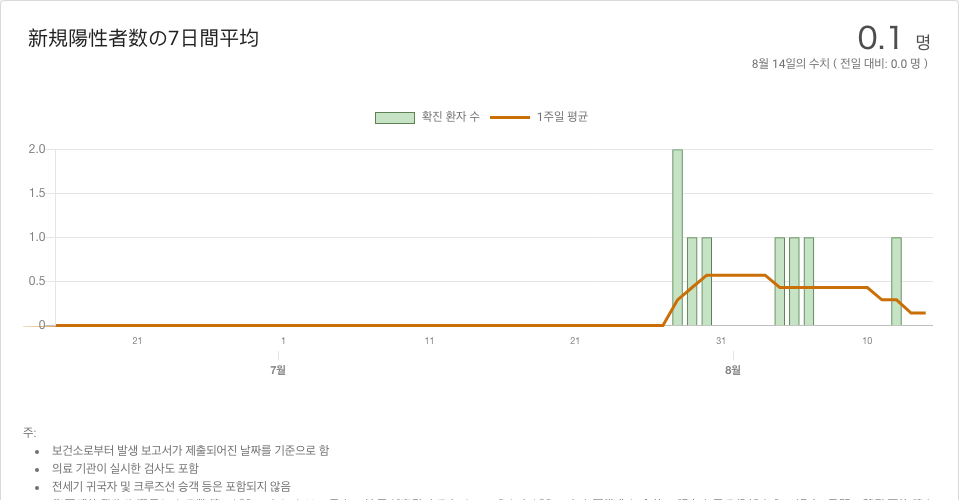 新規陽性者数の7日間平均
0.1 명
8월 14일의 수치 ( 전일 대비: 0.0 명 )
확진 환자 수 1주일 평균
2.0
1.5
1.0
0.5
0
21 1 11 21 31 10
7월 8월
주:
보건소로부터 발생 보고서가 제출되어진 날짜를 기준으로 함
의료 기관이 실시한 검사도 포함
전세기 귀국자 및 크루즈선 승객 등은 포함되지 않음